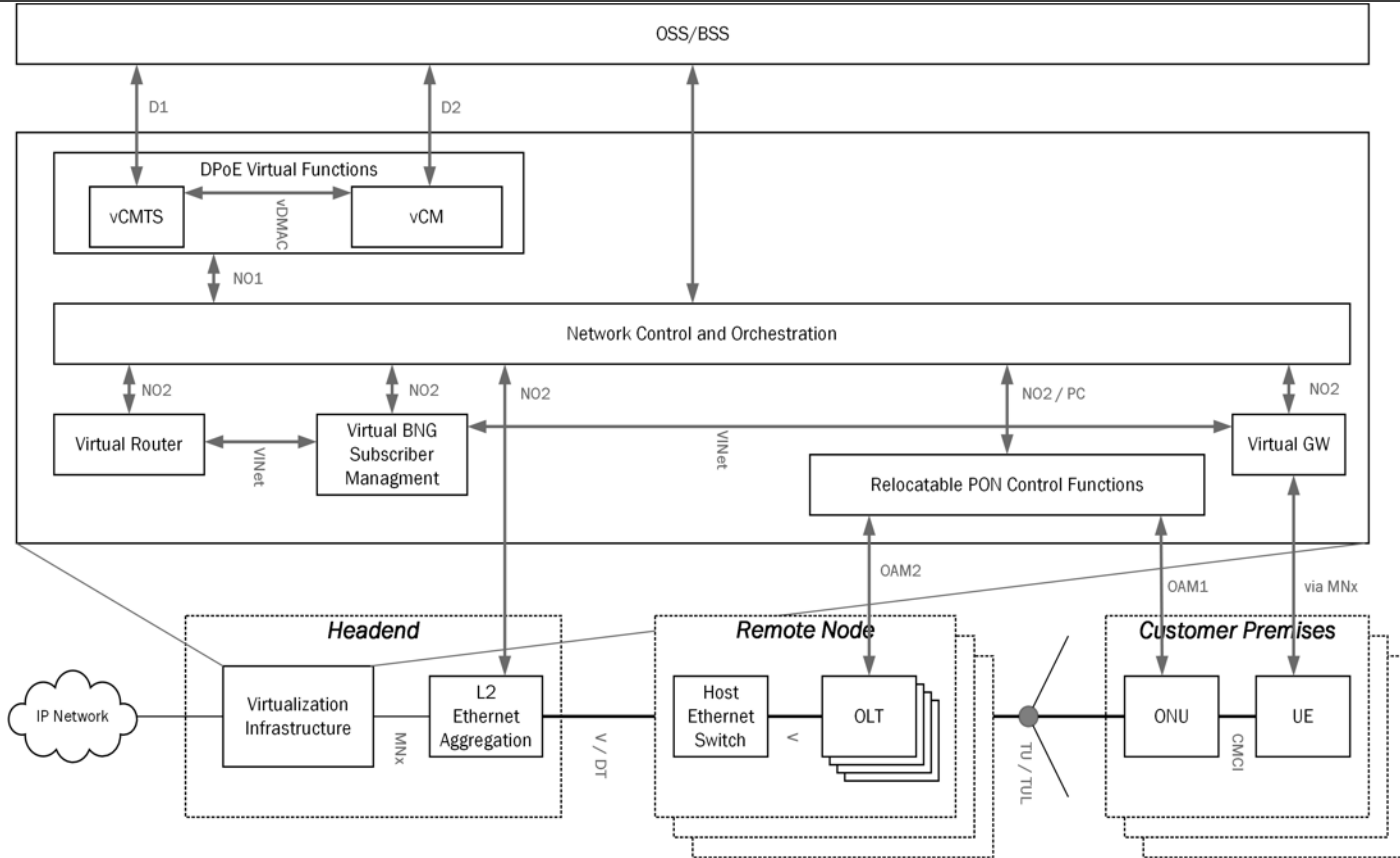 OSS/BSS
D1
D2
DPoE Virtual Functions
vCMTS
vDMAC
vCM
NO1
Network Control and Orchestration
NO2
NO2
NO2
NO2 / PC
NO2
Virtual Router
VINet
Virtual BNG
Subscriber
Managment
VINet
Virtual GW
Relocatable PON Control Functions
OAM2
OAM1
via MNx
Headend
Remote Node
Customer Premises
IP Network
Virtualization
Infrastructure
MNx
L2
Ethernet
Aggregation
V / DT
Host
Ethernet
Switch
V
OLT
TU / TUL
ONU
CMCI
UE